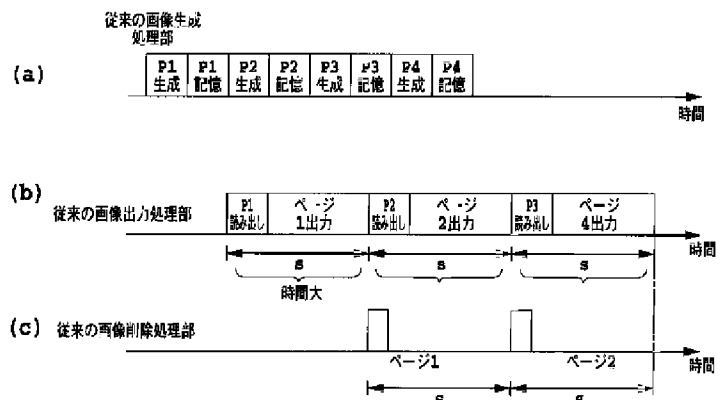 従来の画像生成
処理部
(a)
P1 P1 P2 P2 P3 P3 P4 P4
生成 記憶 生成 記憶 生成 記憶 生成 記憶
時間
(b)
従来の画像出力処理部
P1 ページ P2 ページ P3 ページ
読み出し 1出力 読み出し 2出力 読み出し 4出力
時間
s s s
時間大
(c) 従来の画像削除処理部
時間
ページ1 ページ2
s s